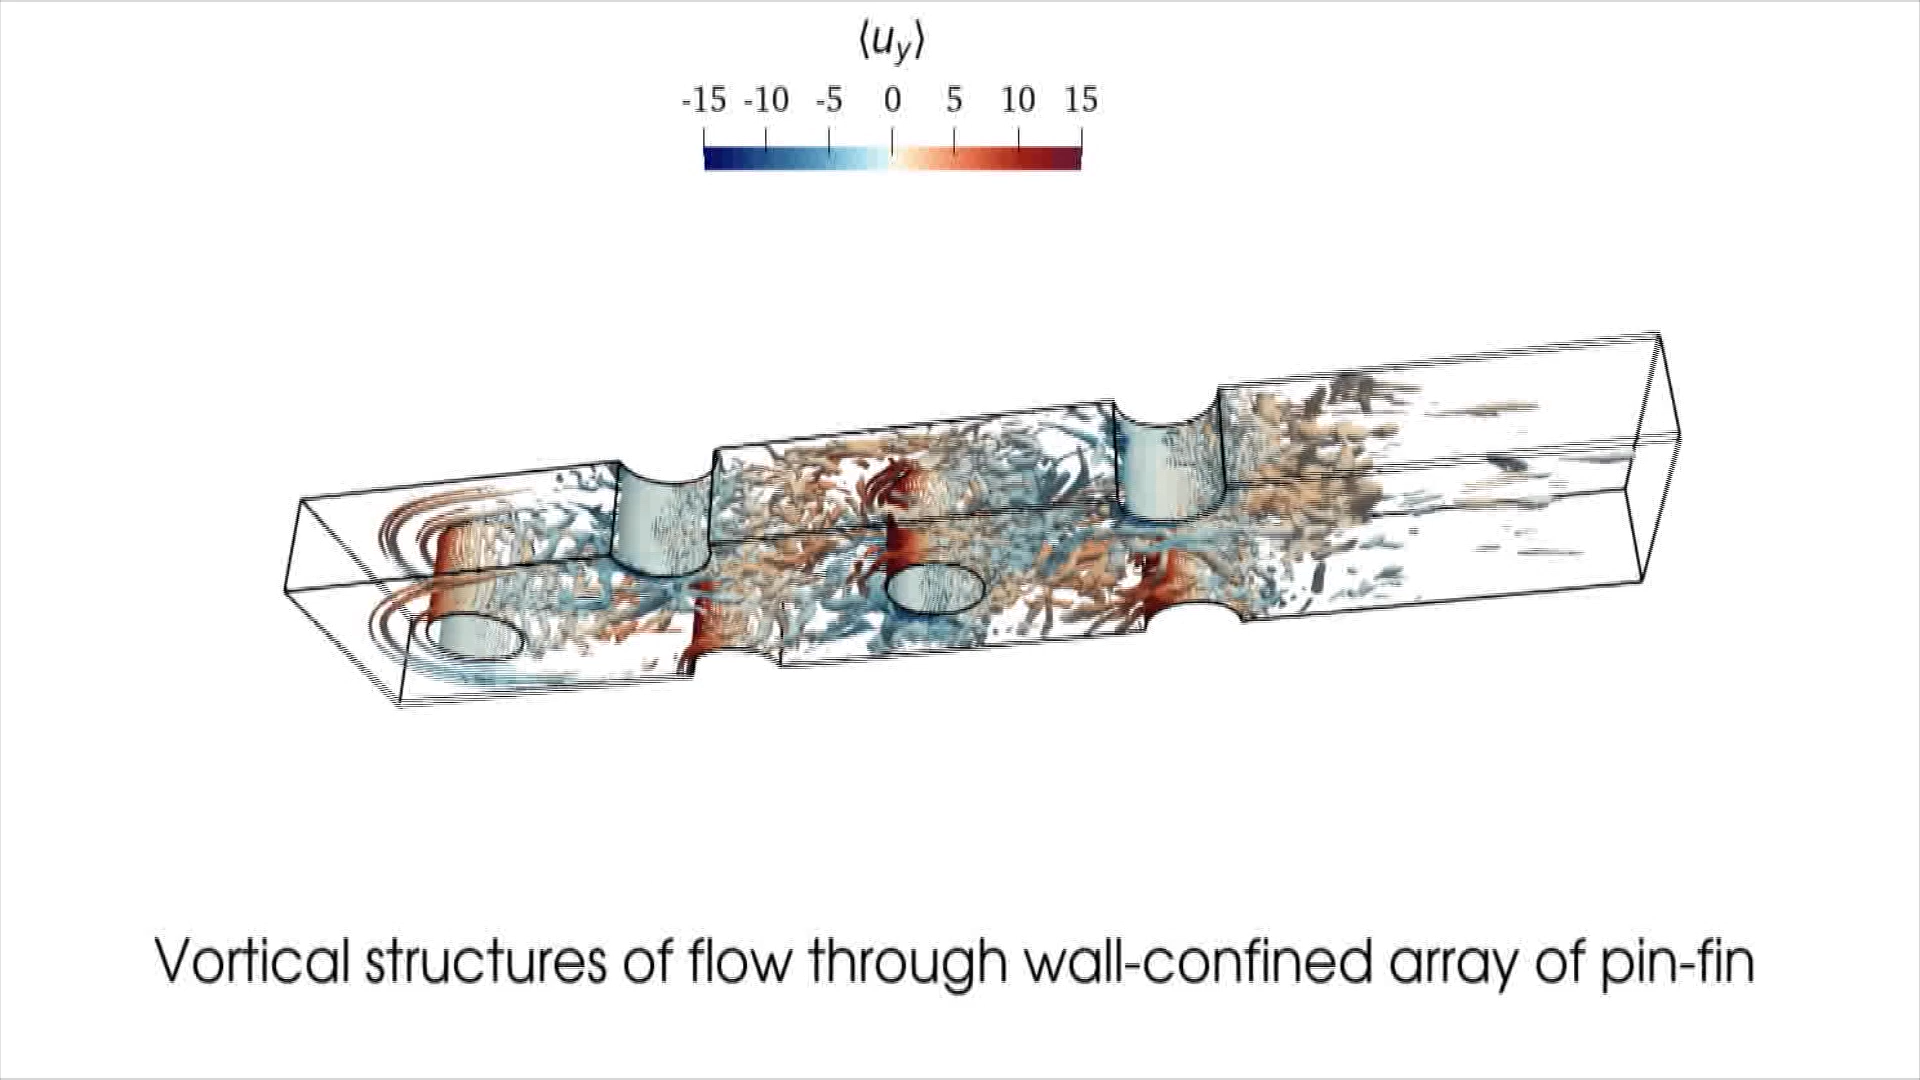 ⟨u_y⟩
-15 -10 -5 0 5 10 15
Vortical structures of flow through wall-confined array of pin-fin